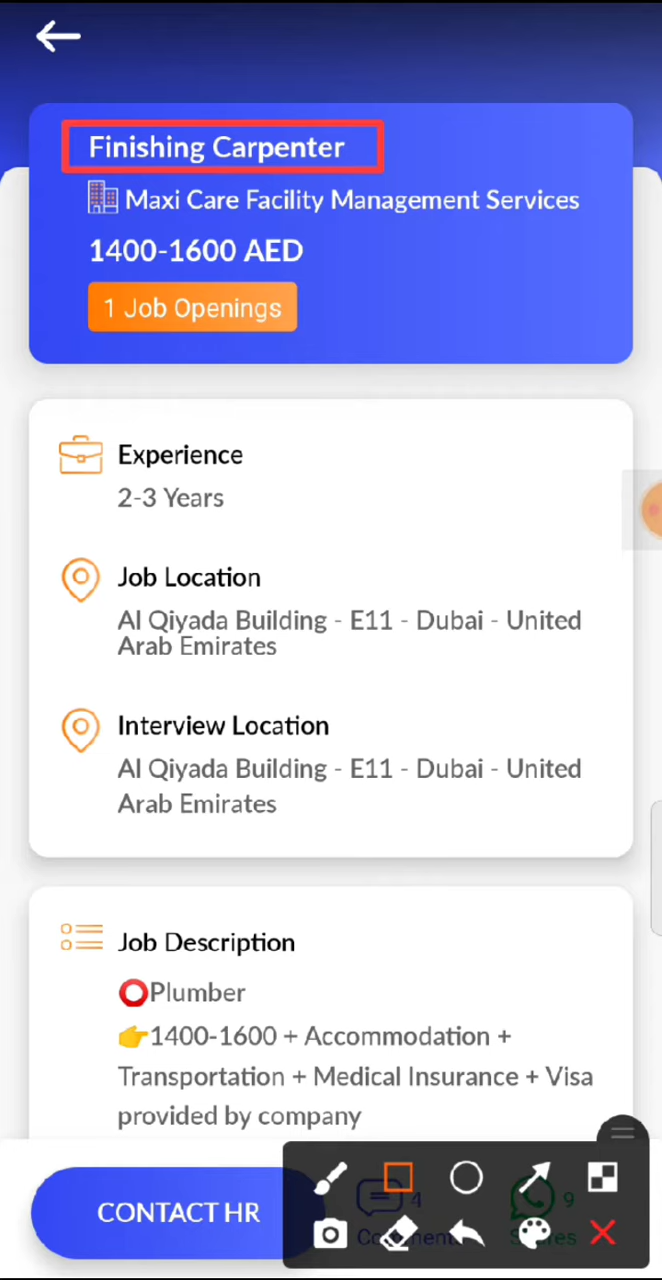 Finishing Carpenter
Maxi Care Facility Management Services
1400-1600 AED
1 Job Openings
Experience
2-3 Years
Job Location
Al Qiyada Building - E11 - Dubai - United
Arab Emirates
Interview Location
Al Qiyada Building - E11 - Dubai - United
Arab Emirates
Job Description
⭕Plumber
👉1400-1600 + Accommodation +
Transportation + Medical Insurance + Visa
provided by company
CONTACT HR
4
9